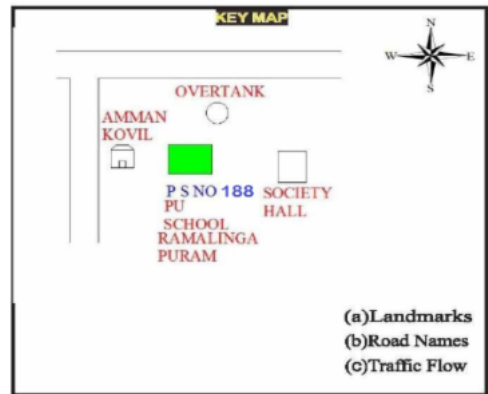 KEY MAP
N
W E
S
OVERTANK
AMMAN
KOVIL
P S NO 188
PU
SCHOOL
RAMALINGA
PURAM
SOCIETY
HALL
(a)Landmarks
(b)Road Names
(c)Traffic Flow